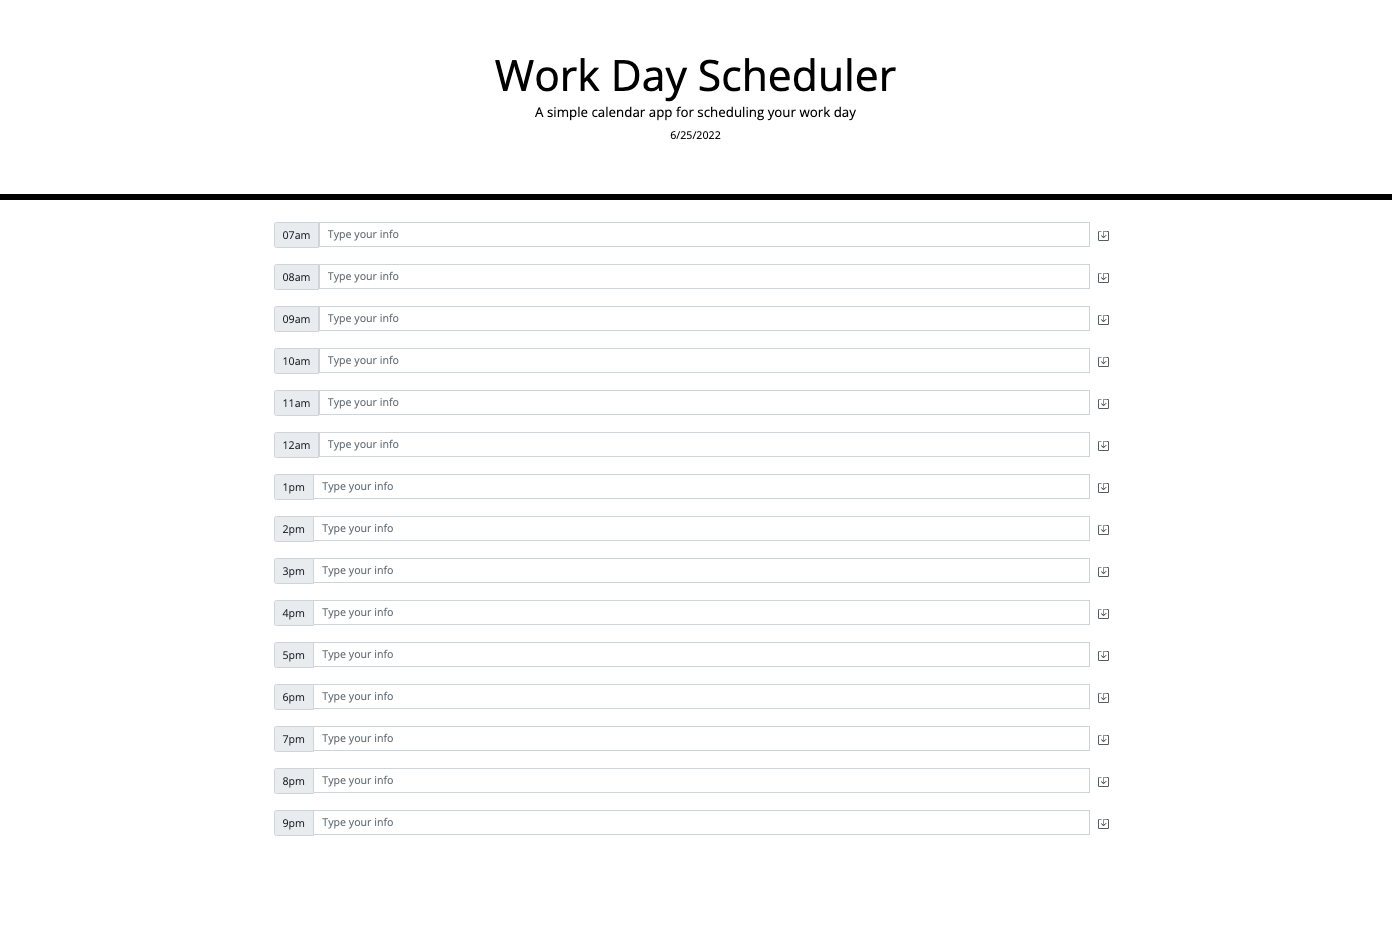 Work Day Scheduler
A simple calendar app for scheduling your work day
6/25/2022
07am Type your info
08am Type your info
09am Type your info
10am Type your info
11am Type your info
12am Type your info
1pm Type your info
2pm Type your info
3pm Type your info
4pm Type your info
5pm Type your info
6pm Type your info
7pm Type your info
8pm Type your info
9pm Type your info